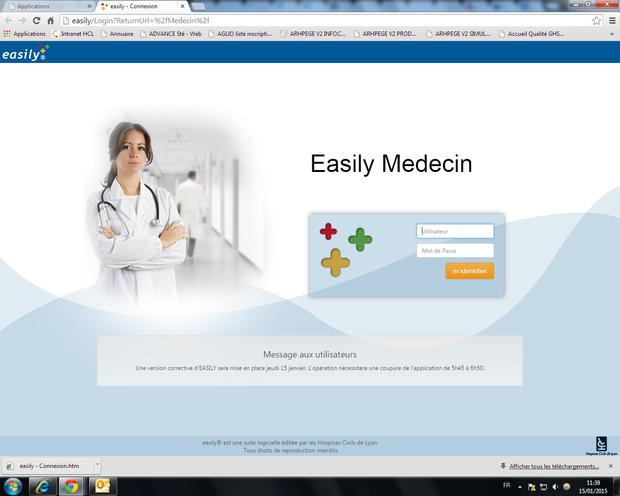 Applications
easily - Connexion
easily/Login?ReturnUrl=%2fMedecin%2f
Applications Intranet HCL Annuaire ADVANCE Sté - Web AGLIO liste inscripti... ARHPEGE V2 INFOC... ARHPEGE V2 PROD... ARHPEGE V2 SIMUL... Accueil Qualité GHS...
easily®
Easily Medecin
Utilisateur
Mot de Passe
m'identifier
Message aux utilisateurs
Une version corrective d'EASILY sera mise en place jeudi 15 janvier. L'opération nécessitera une coupure de l'application de 5h45 à 6h50.
easily® est une suite logicielle éditée par les Hospices Civils de Lyon
Tous droits de reproduction interdits
Hospices Civils de Lyon
easily - Connexion.htm
Afficher tous les téléchargements...
FR
11:39
15/01/2015